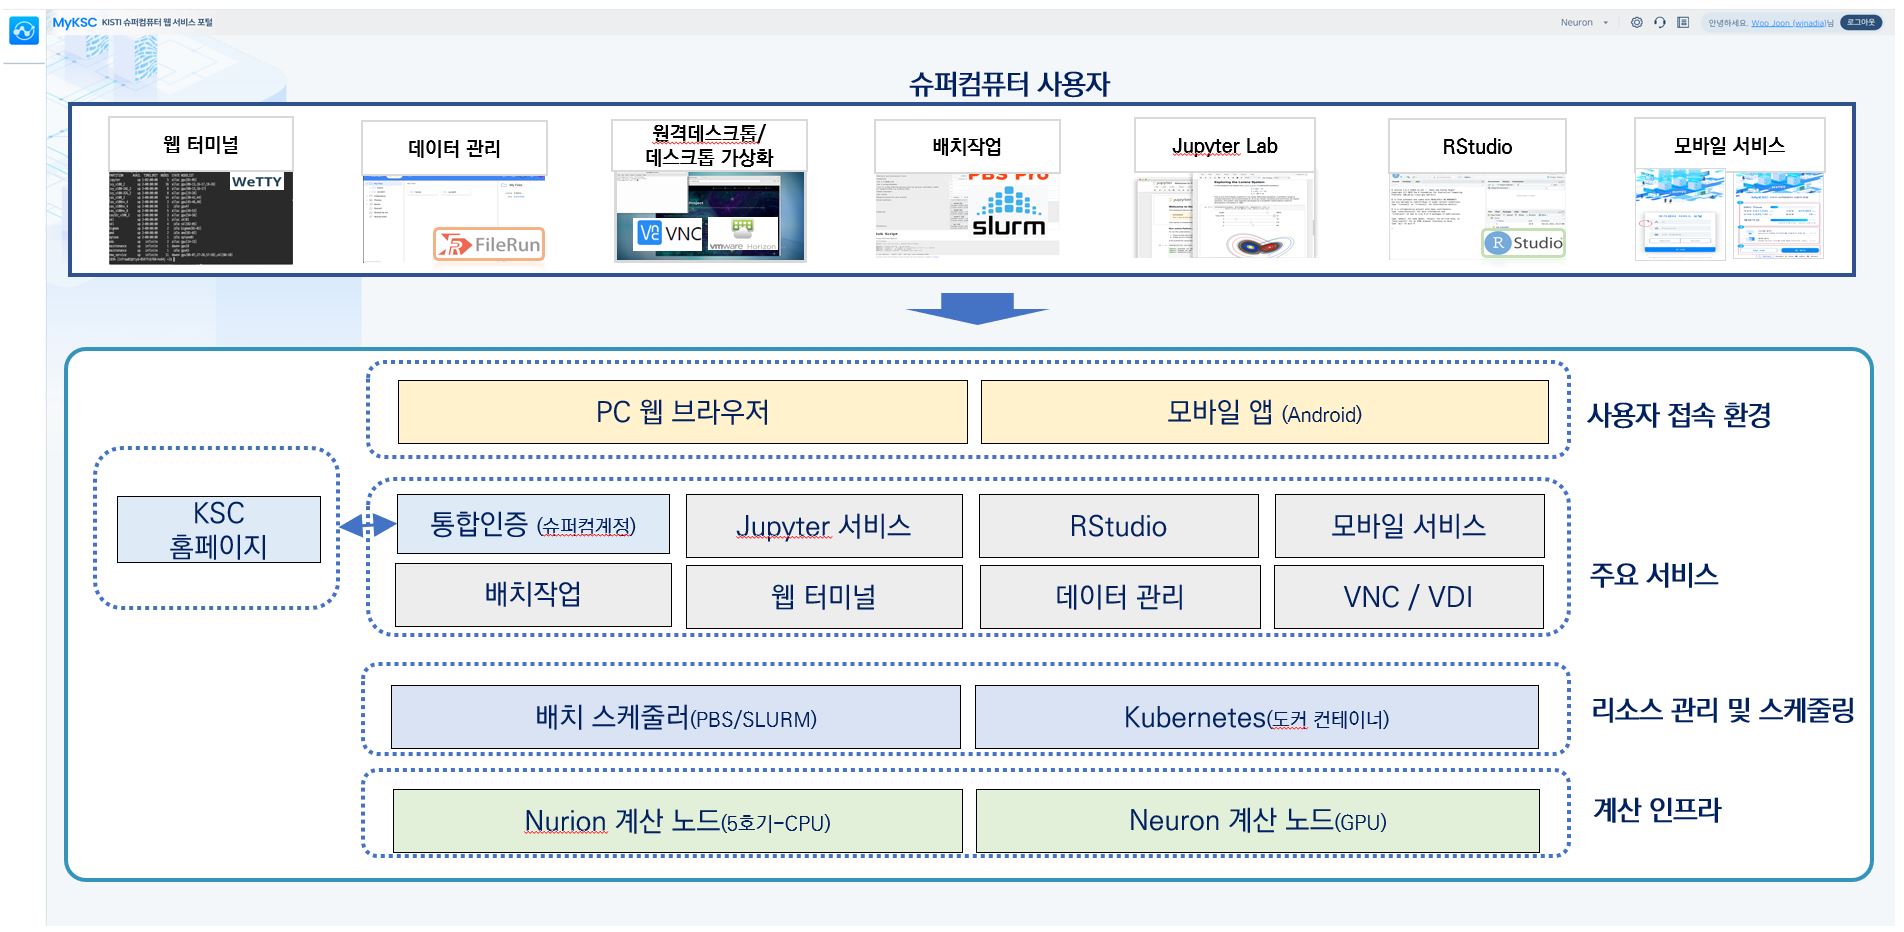 MyKSC KISTI 슈퍼컴퓨터 웹 서비스 포털
Neuron
안녕하세요. Woo Joon (wjnadia)님
로그아웃
슈퍼컴퓨터 사용자
웹 터미널
WeTTY
데이터 관리
FileRun
원격데스크톱/
데스크톱 가상화
VNC
vmware Horizon
배치작업
PBS Pro
slurm
Jupyter Lab
RStudio
R Studio
모바일 서비스
PC 웹 브라우저
모바일 앱 (Android)
사용자 접속 환경
KSC
홈페이지
통합인증 (슈퍼컴계정)
Jupyter 서비스
RStudio
모바일 서비스
배치작업
웹 터미널
데이터 관리
VNC / VDI
주요 서비스
배치 스케줄러(PBS/SLURM)
Kubernetes(도커 컨테이너)
리소스 관리 및 스케줄링
Nurion 계산 노드(5호기-CPU)
Neuron 계산 노드(GPU)
계산 인프라